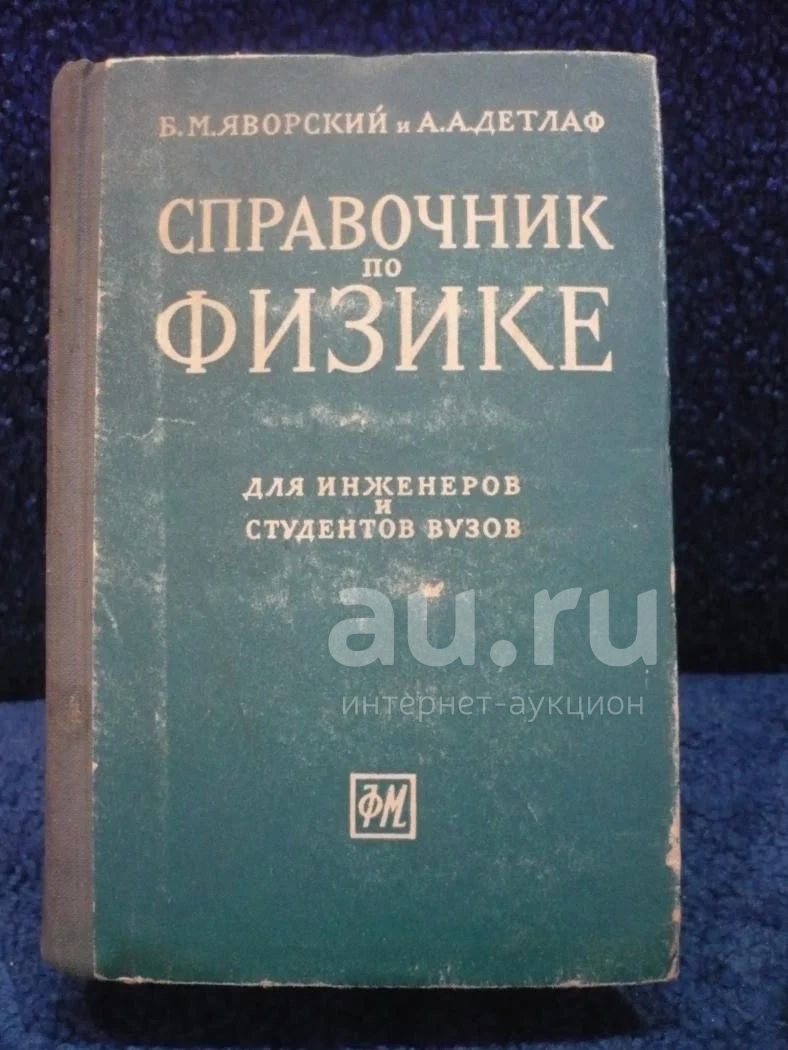 Б.М.ЯВОРСКИЙ и А.А.ДЕТЛАФ
СПРАВОЧНИК
ПО
ФИЗИКЕ
ДЛЯ ИНЖЕНЕРОВ
И
СТУДЕНТОВ ВУЗОВ
au.ru
интернет-аукцион
ФМ